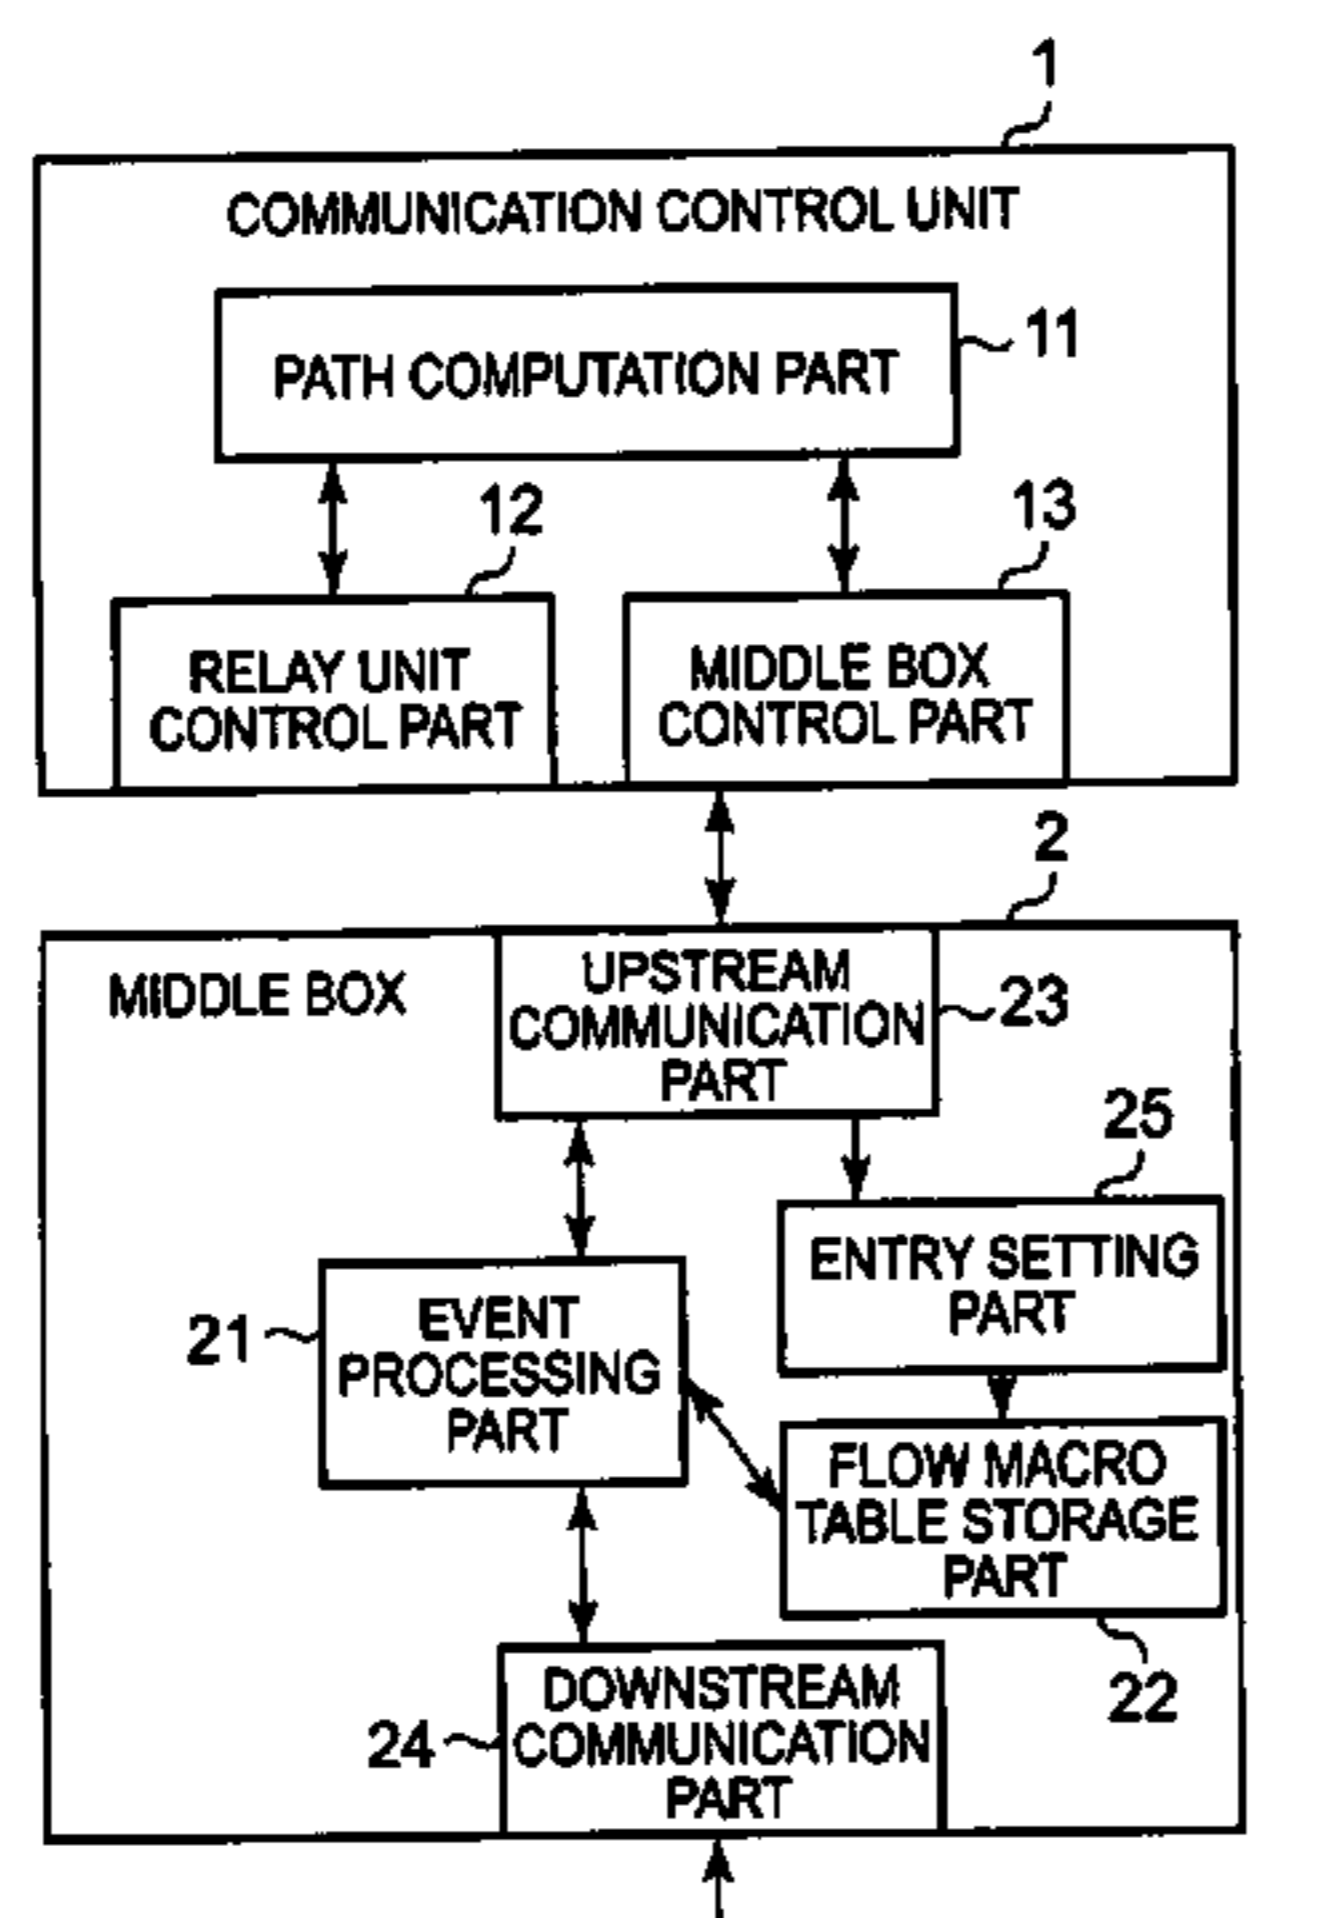 1
COMMUNICATION CONTROL UNIT
PATH COMPUTATION PART
11
12
13
RELAY UNIT
CONTROL PART
MIDDLE BOX
CONTROL PART
2
MIDDLE BOX
UPSTREAM
COMMUNICATION
PART
23
25
ENTRY SETTING
PART
21
EVENT
PROCESSING
PART
FLOW MACRO
TABLE STORAGE
PART
22
24
DOWNSTREAM
COMMUNICATION
PART